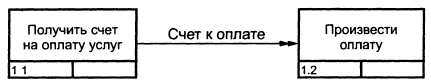 Получить счет
на оплату услуг
1 1
Счет к оплате
Произвести
оплату
1.2